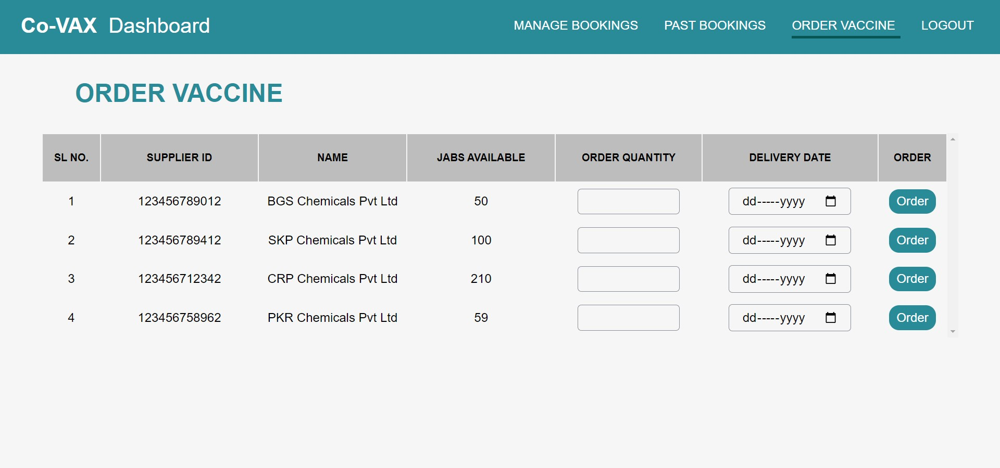 Co-VAX Dashboard MANAGE BOOKINGS PAST BOOKINGS ORDER VACCINE LOGOUT
ORDER VACCINE
SL NO. SUPPLIER ID NAME JABS AVAILABLE ORDER QUANTITY DELIVERY DATE ORDER
1 123456789012 BGS Chemicals Pvt Ltd 50 dd-----yyyy Order
2 123456789412 SKP Chemicals Pvt Ltd 100 dd-----yyyy Order
3 123456712342 CRP Chemicals Pvt Ltd 210 dd-----yyyy Order
4 123456758962 PKR Chemicals Pvt Ltd 59 dd-----yyyy Order